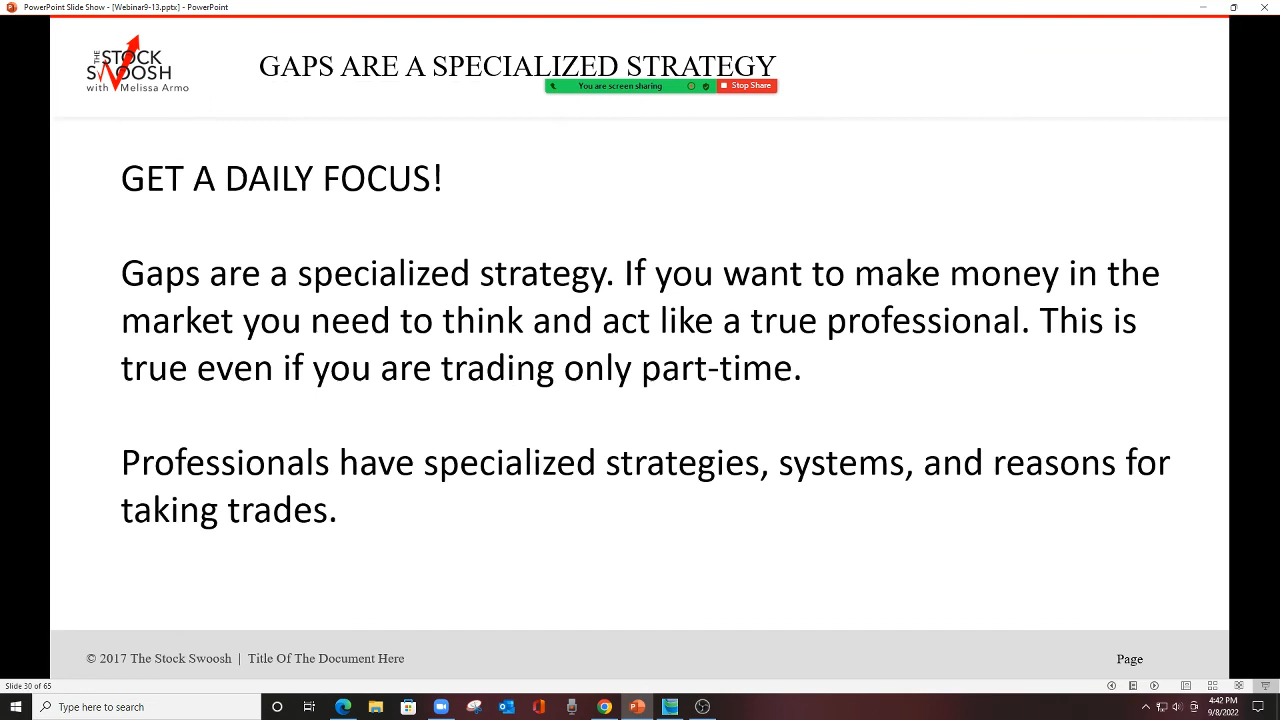 PowerPoint Slide Show - [Webinar9-13.pptx] - PowerPoint
THE
STOCK
SWOOSH
with Melissa Armo
GAPS ARE A SPECIALIZED STRATEGY
You are screen sharing
Stop Share
GET A DAILY FOCUS!
Gaps are a specialized strategy. If you want to make money in the
market you need to think and act like a true professional. This is
true even if you are trading only part-time.
Professionals have specialized strategies, systems, and reasons for
taking trades.
© 2017 The Stock Swoosh | Title Of The Document Here
Page
Slide 30 of 65
Type here to search
4:42 PM
9/8/2022